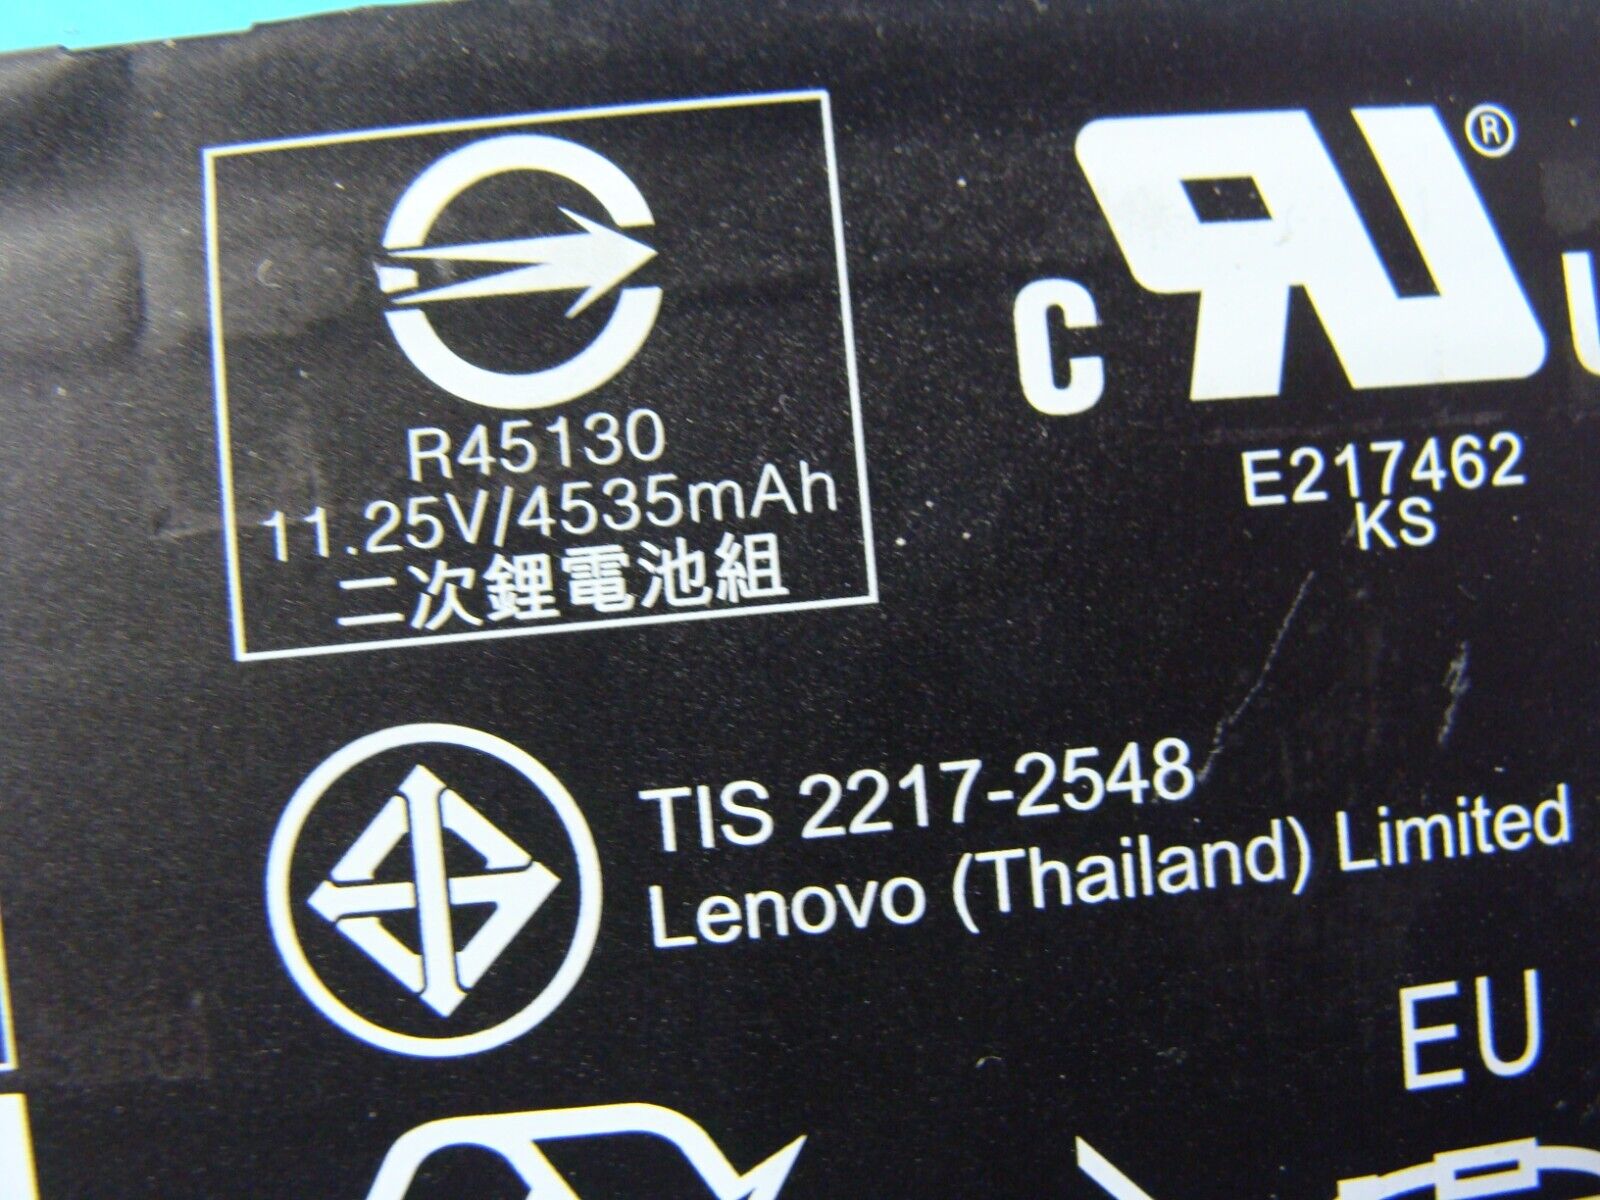 R45130
11.25V/4535mAh
二次鋰電池組
c RU ® U
E217462
KS
TIS 2217-2548
Lenovo (Thailand) Limited
EU